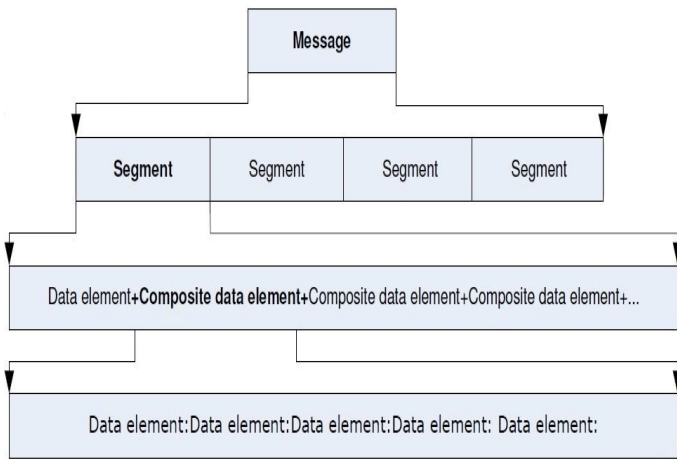 Message
Segment Segment Segment Segment
Data element+Composite data element+Composite data element+Composite data element+...
Data element:Data element:Data element:Data element: Data element: